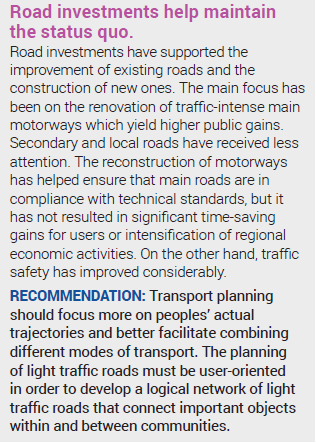 Road investments help maintain
the status quo.
Road investments have supported the
improvement of existing roads and the
construction of new ones. The main focus has
been on the renovation of traffic-intense main
motorways which yield higher public gains.
Secondary and local roads have received less
attention. The reconstruction of motorways
has helped ensure that main roads are in
compliance with technical standards, but it
has not resulted in significant time-saving
gains for users or intensification of regional
economic activities. On the other hand, traffic
safety has improved considerably.
RECOMMENDATION: Transport planning
should focus more on peoples’ actual
trajectories and better facilitate combining
different modes of transport. The planning
of light traffic roads must be user-oriented
in order to develop a logical network of light
traffic roads that connect important objects
within and between communities.